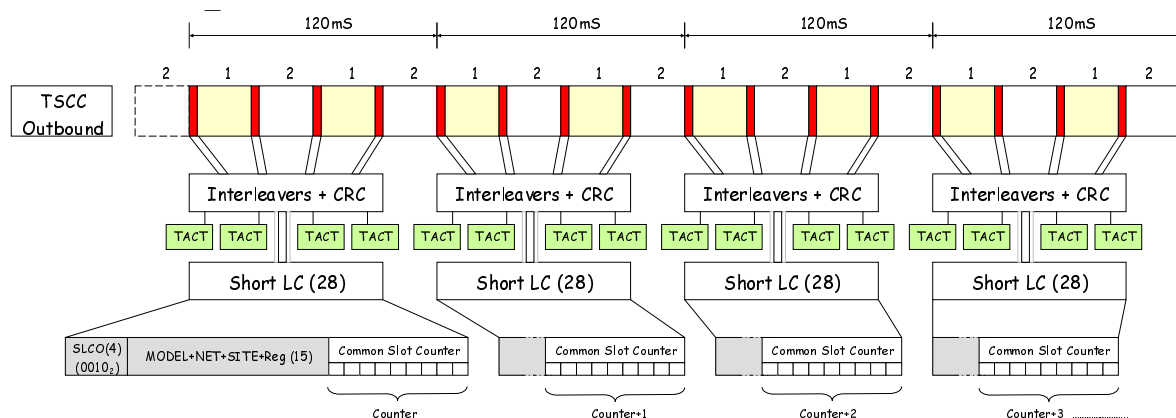 120mS 120mS 120mS 120mS
2 1 2 1 2 1 2 1 2 1 2 1 2 1 2 1 2
TSCC
Outbound
Interleavers + CRC Interleavers + CRC Interleavers + CRC Interleavers + CRC
TACT TACT TACT TACT TACT TACT TACT TACT TACT TACT TACT TACT TACT TACT TACT TACT
Short LC (28) Short LC (28) Short LC (28) Short LC (28)
SLCO(4)
(0010₂)
MODEL+NET+SITE+Reg (15)
Common Slot Counter Common Slot Counter Common Slot Counter Common Slot Counter
Counter Counter+1 Counter+2 Counter+3 ................